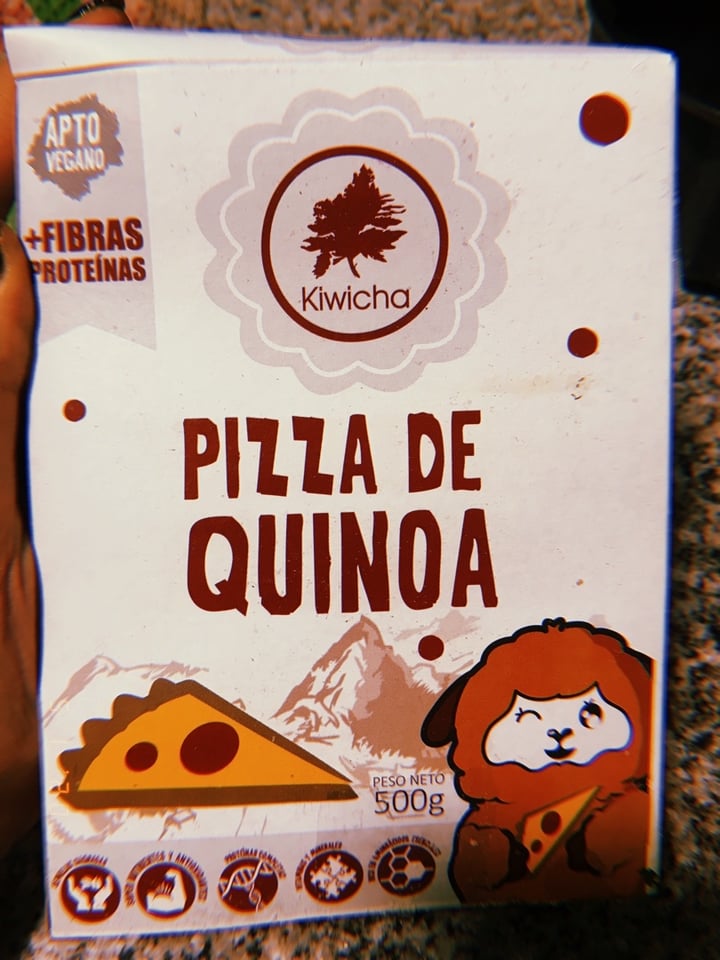 APTO
VEGANO
+FIBRAS
PROTEÍNAS
Kiwicha
PIZZA DE
QUINOA
PESO NETO
500g